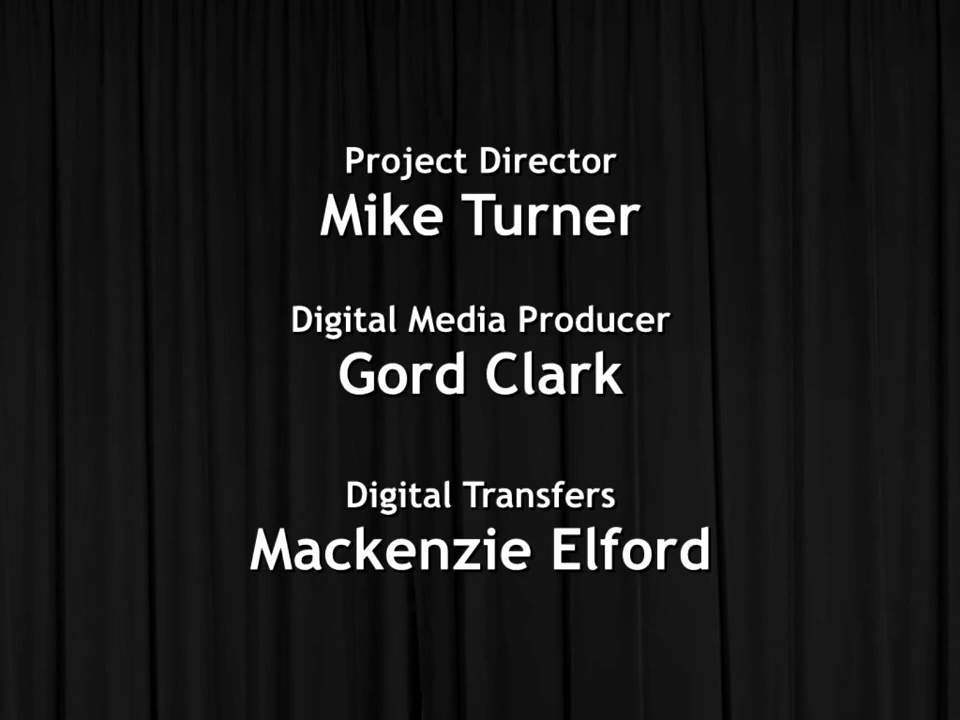 Project Director
Mike Turner
Digital Media Producer
Gord Clark
Digital Transfers
Mackenzie Elford